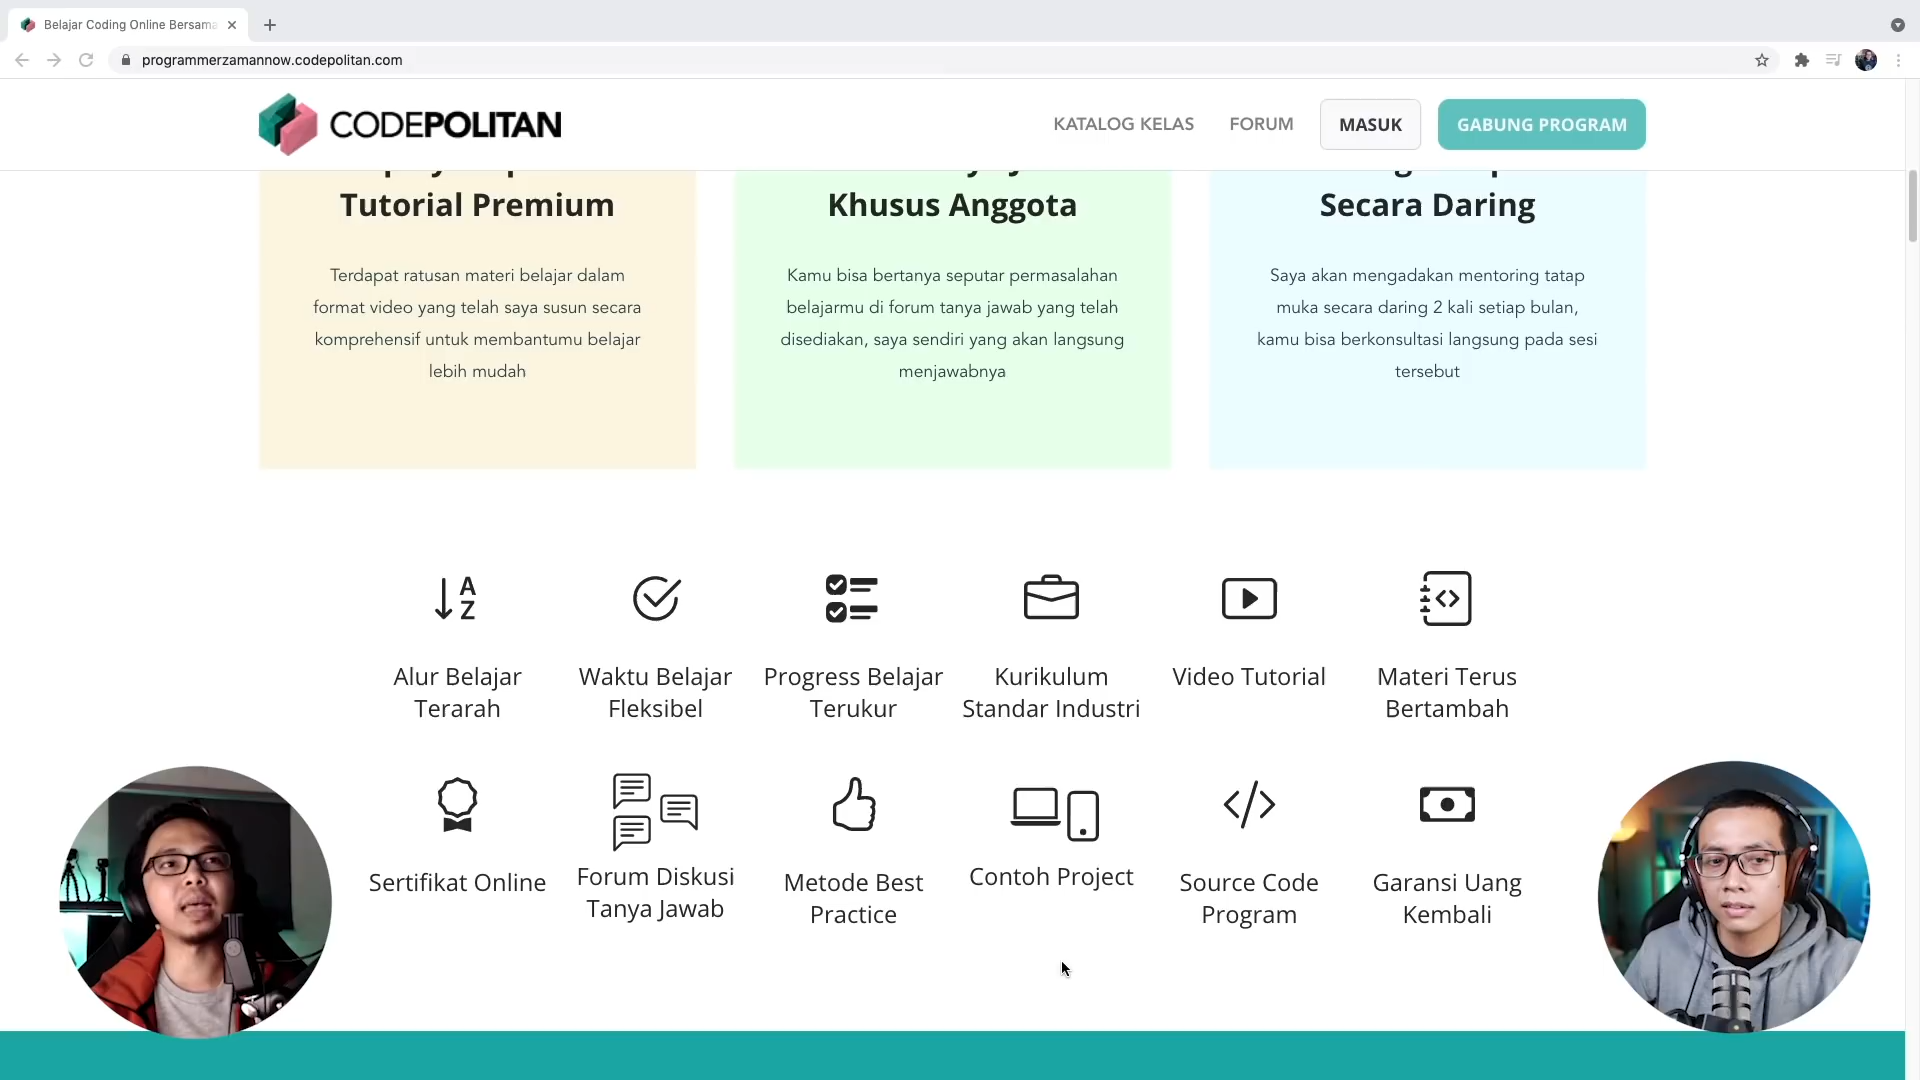 Belajar Coding Online Bersama
programmerzamannow.codepolitan.com
CODEPOLITAN
KATALOG KELAS
FORUM
MASUK
GABUNG PROGRAM
Tutorial Premium
Khusus Anggota
Secara Daring
Terdapat ratusan materi belajar dalam
format video yang telah saya susun secara
komprehensif untuk membantumu belajar
lebih mudah
Kamu bisa bertanya seputar permasalahan
belajarmu di forum tanya jawab yang telah
disediakan, saya sendiri yang akan langsung
menjawabnya
Saya akan mengadakan mentoring tatap
muka secara daring 2 kali setiap bulan,
kamu bisa berkonsultasi langsung pada sesi
tersebut
A
Z
Alur Belajar
Terarah
Waktu Belajar
Fleksibel
Progress Belajar
Terukur
Kurikulum
Standar Industri
Video Tutorial
Materi Terus
Bertambah
Sertifikat Online
Forum Diskusi
Tanya Jawab
Metode Best
Practice
Contoh Project
Source Code
Program
Garansi Uang
Kembali